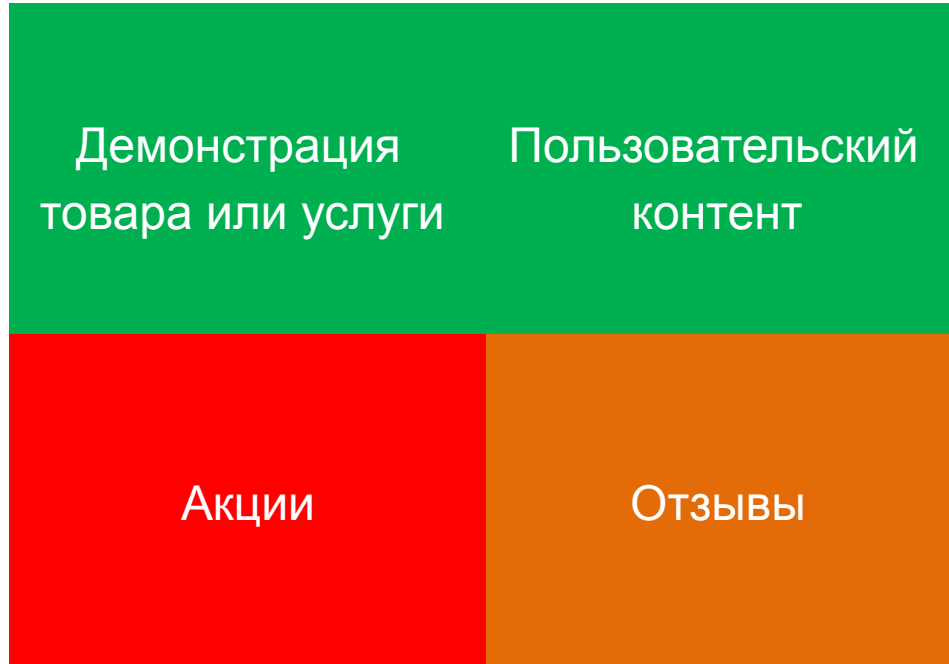 Демонстрация
товара или услуги
Пользовательский
контент
Акции
Отзывы